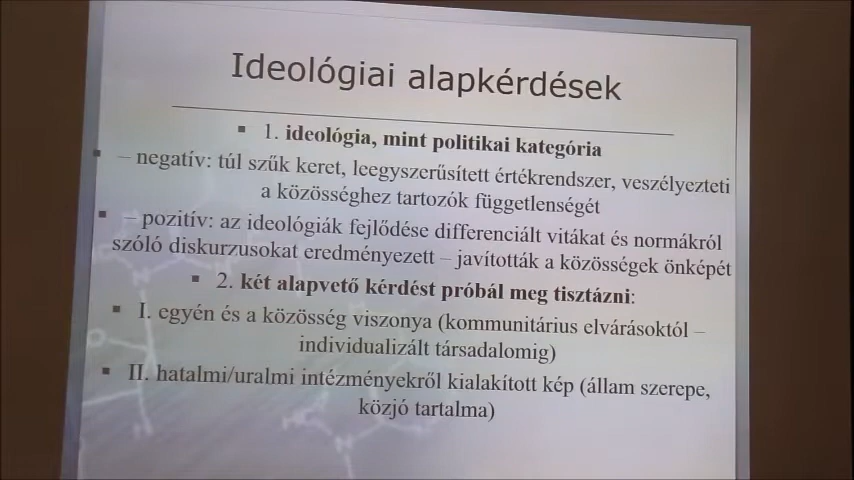 Ideológiai alapkérdések
▪ 1. ideológia, mint politikai kategória
▪ – negatív: túl szűk keret, leegyszerűsített értékrendszer, veszélyezteti
a közösséghez tartozók függetlenségét
▪ – pozitív: az ideológiák fejlődése differenciált vitákat és normákról
szóló diskurzusokat eredményezett – javították a közösségek önképét
▪ 2. két alapvető kérdést próbál meg tisztázni:
▪ I. egyén és a közösség viszonya (kommunitárius elvárásoktól –
individualizált társadalomig)
▪ II. hatalmi/uralmi intézményekről kialakított kép (állam szerepe,
közjó tartalma)